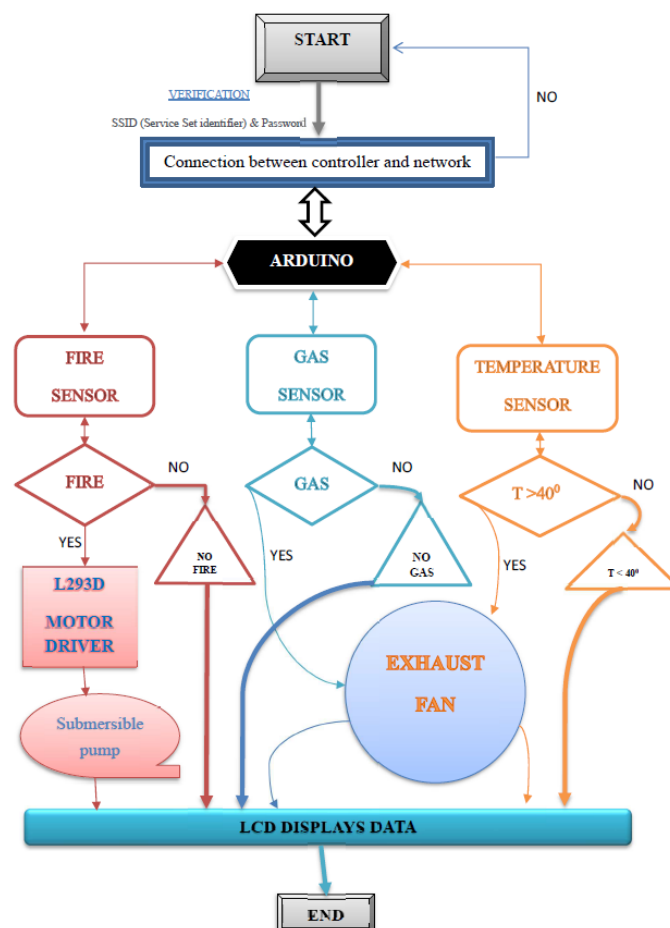 START
NO
VERIFICATION
SSID (Service Set identifier) & Password
Connection between controller and network
ARDUINO
FIRE
SENSOR
GAS
SENSOR
TEMPERATURE
SENSOR
FIRE
NO
GAS
NO
T >40⁰
NO
YES
NO
FIRE
YES
NO
GAS
YES
T < 40⁰
L293D
MOTOR
DRIVER
EXHAUST
FAN
Submersible
pump
LCD DISPLAYS DATA
END